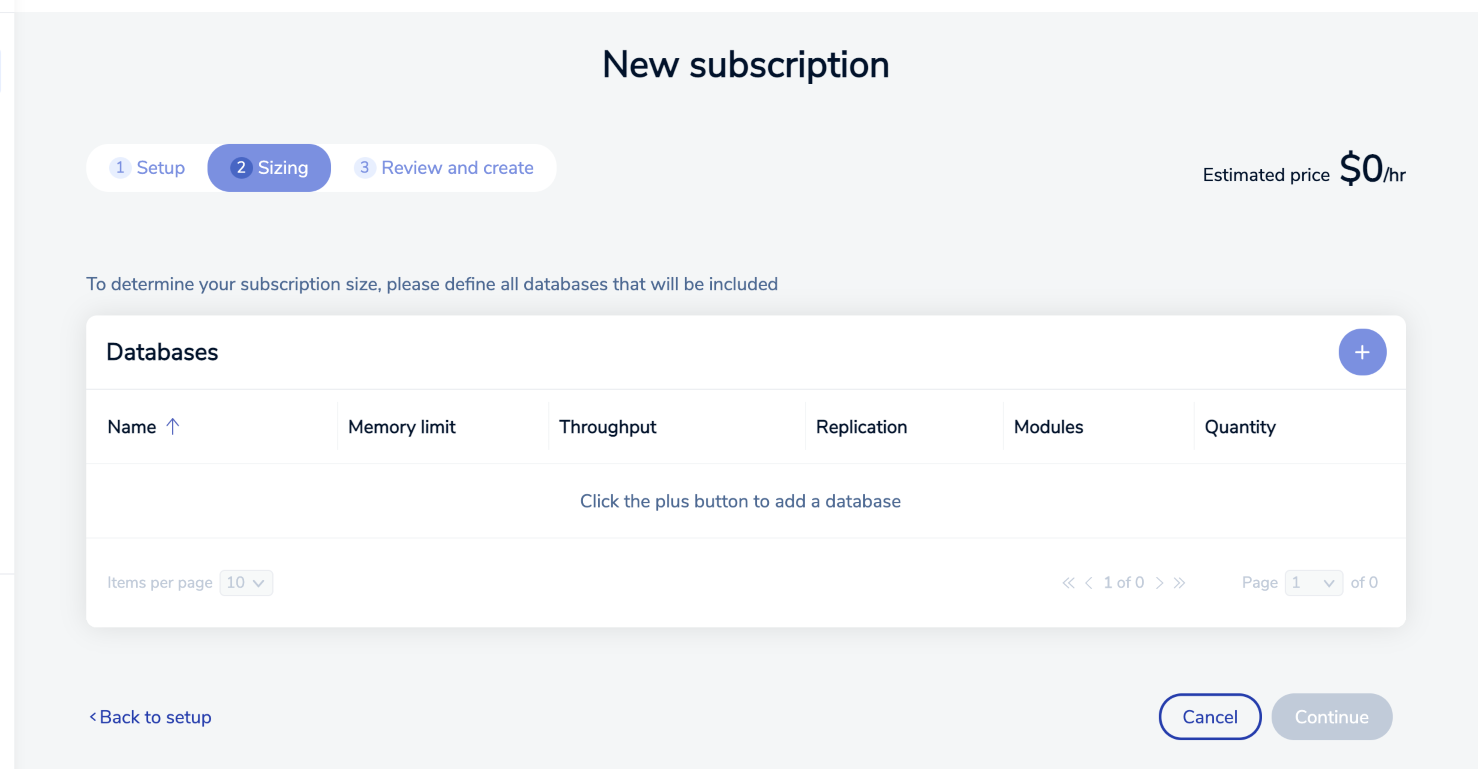 New subscription
1 Setup 2 Sizing 3 Review and create
Estimated price $0/hr
To determine your subscription size, please define all databases that will be included
Databases +
Name ↑ Memory limit Throughput Replication Modules Quantity
Click the plus button to add a database
Items per page 10 « < 1 of 0 > » Page 1 of 0
< Back to setup Cancel Continue